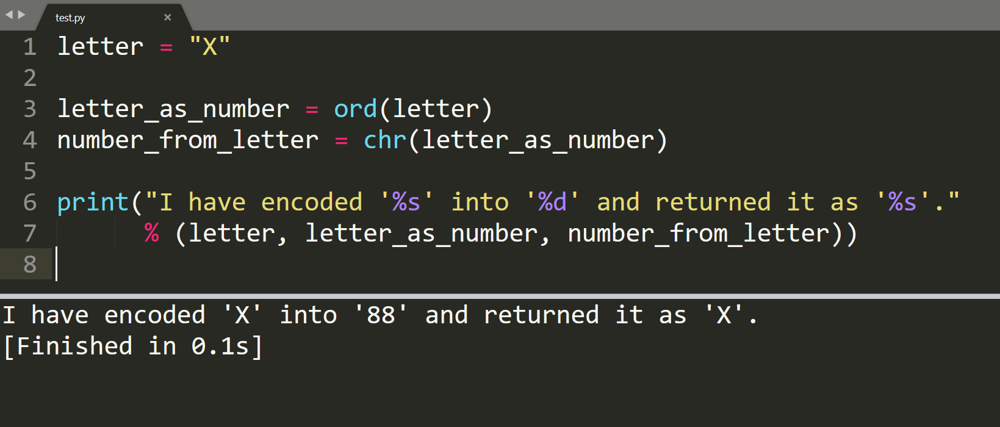 test.py ×
1 letter = "X"
2
3 letter_as_number = ord(letter)
4 number_from_letter = chr(letter_as_number)
5
6 print("I have encoded '%s' into '%d' and returned it as '%s'."
7       % (letter, letter_as_number, number_from_letter))
8
I have encoded 'X' into '88' and returned it as 'X'.
[Finished in 0.1s]